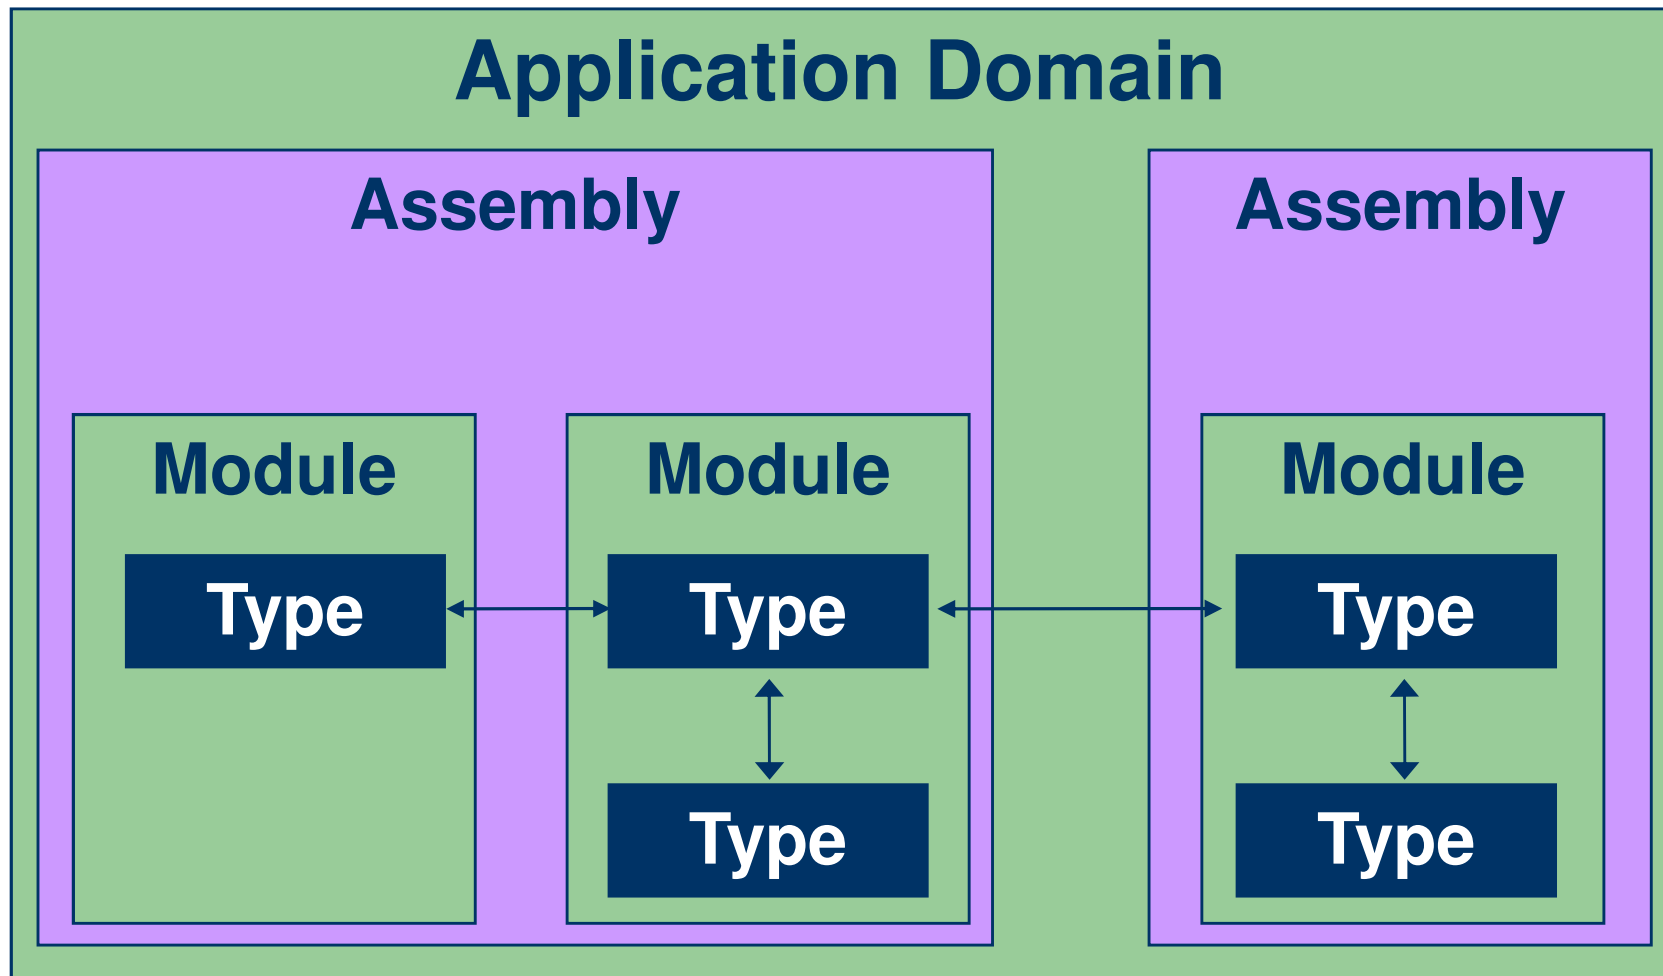 Application Domain
Assembly
Assembly
Module
Module
Module
Type
Type
Type
Type
Type